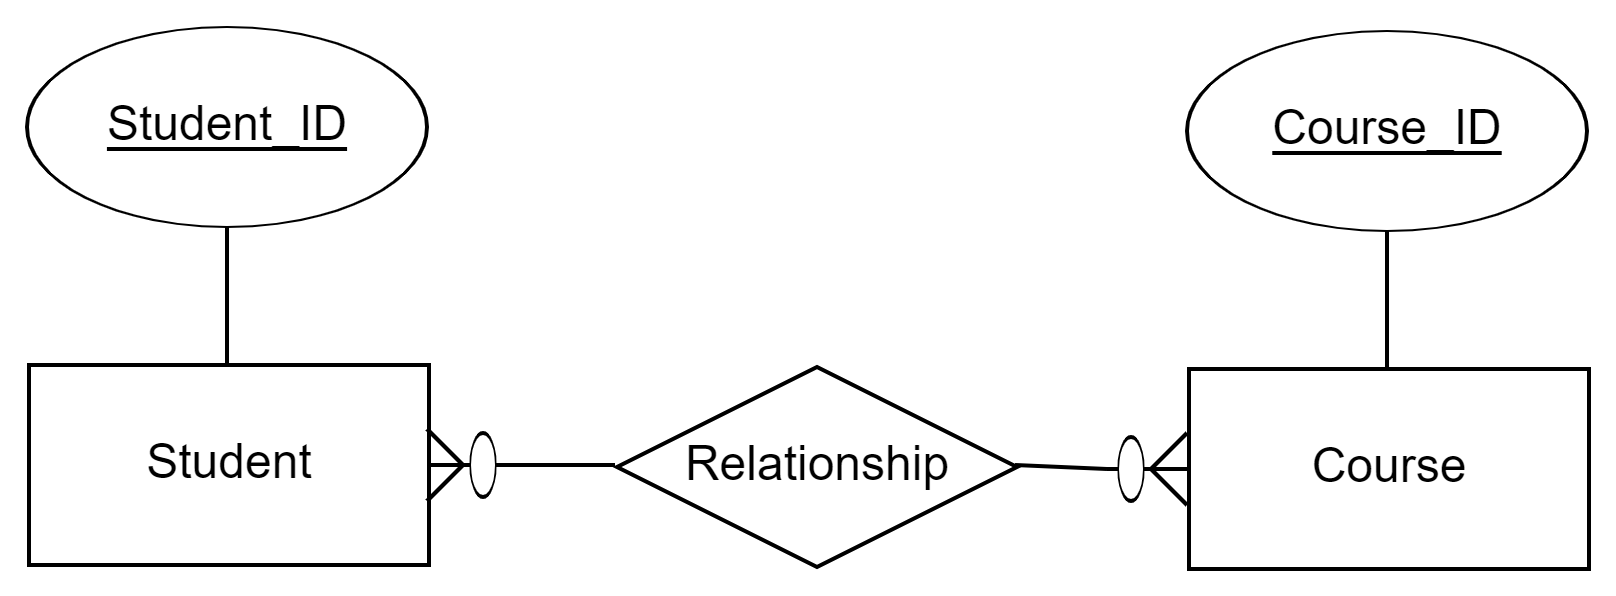 Student_ID
Course_ID
Student
Relationship
Course